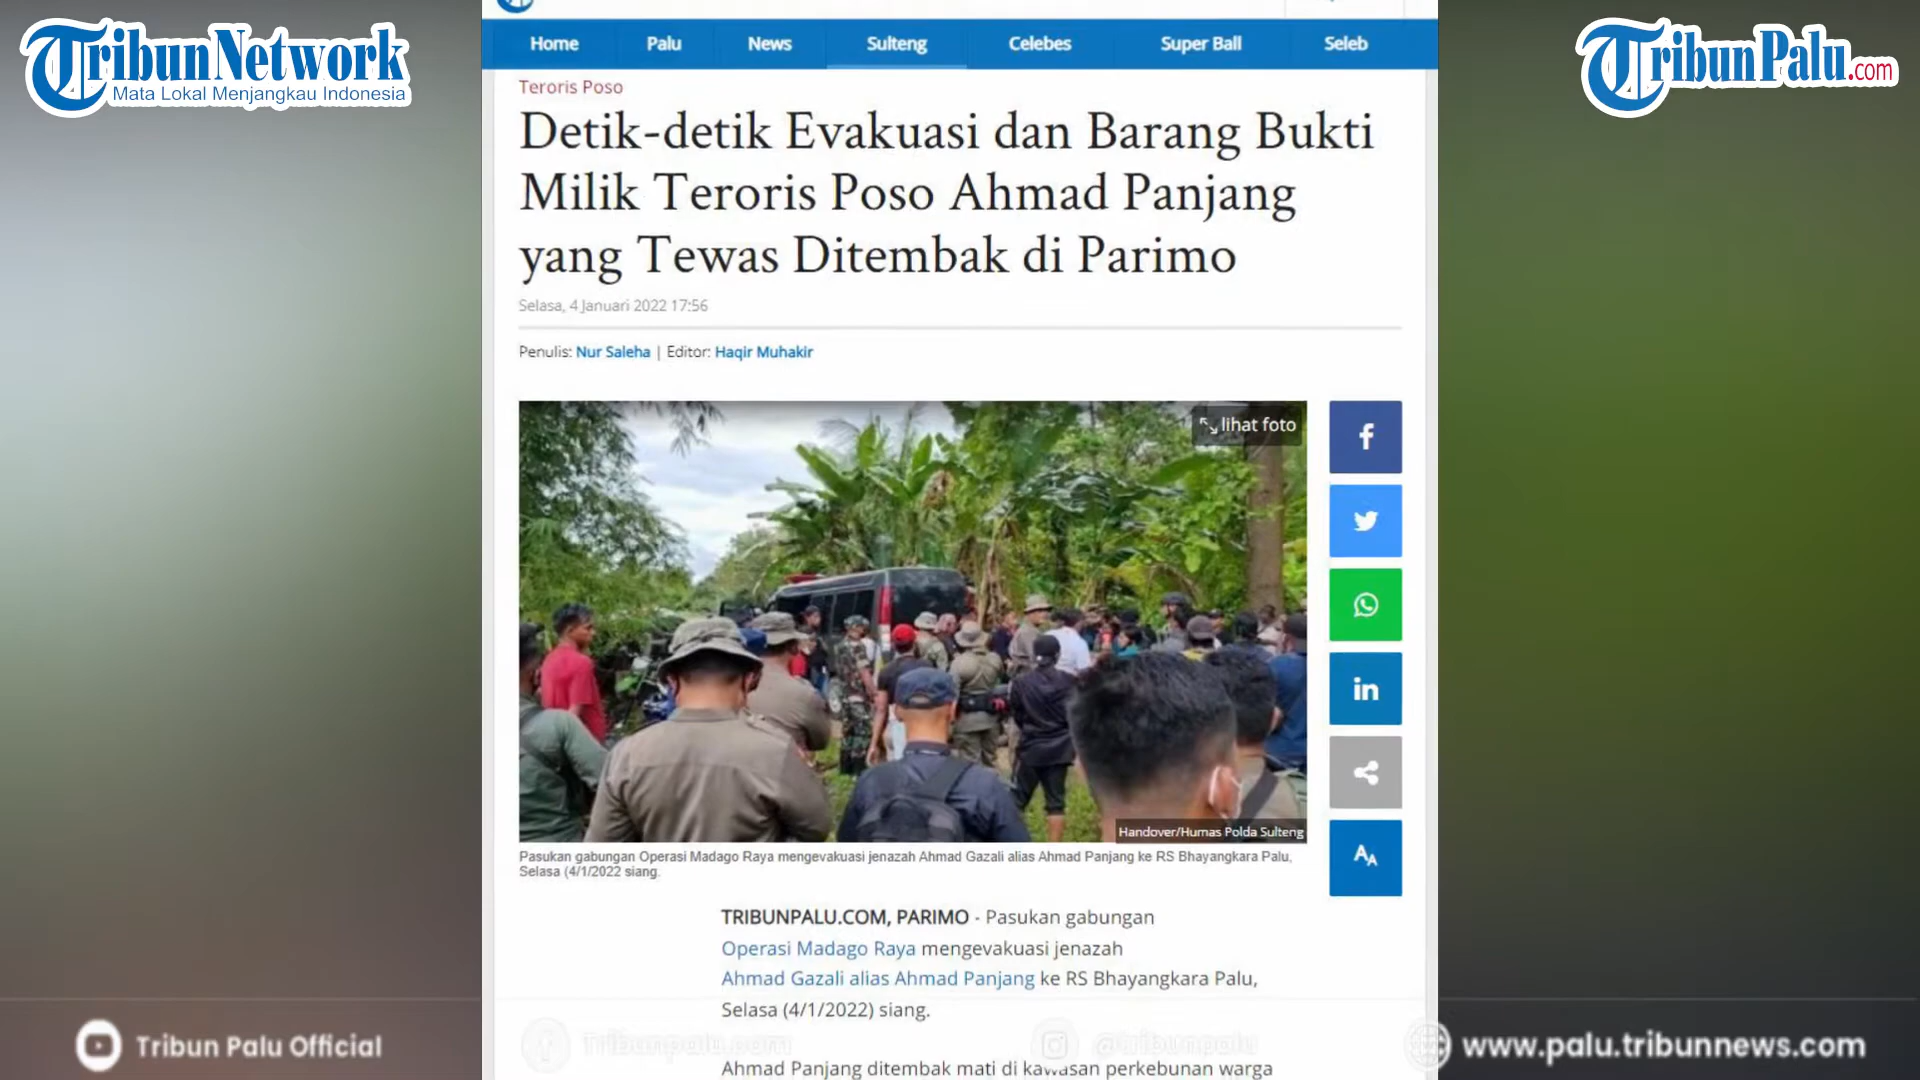 TribunNetwork
Mata Lokal Menjangkau Indonesia
TribunPalu.com
Home Palu News Sulteng Celebes Super Ball Seleb
Teroris Poso
Detik-detik Evakuasi dan Barang Bukti
Milik Teroris Poso Ahmad Panjang
yang Tewas Ditembak di Parimo
Selasa, 4 Januari 2022 17:56
Penulis: Nur Saleha | Editor: Haqir Muhakir
lihat foto
Handover/Humas Polda Sulteng
Pasukan gabungan Operasi Madago Raya mengevakuasi jenazah Ahmad Gazali alias Ahmad Panjang ke RS Bhayangkara Palu,
Selasa (4/1/2022 siang.
TRIBUNPALU.COM, PARIMO - Pasukan gabungan
Operasi Madago Raya mengevakuasi jenazah
Ahmad Gazali alias Ahmad Panjang ke RS Bhayangkara Palu,
Selasa (4/1/2022) siang.
Ahmad Panjang ditembak mati di kawasan perkebunan warga
Tribun Palu Official
Tribunpalu.com
@tribunpalu
www.palu.tribunnews.com